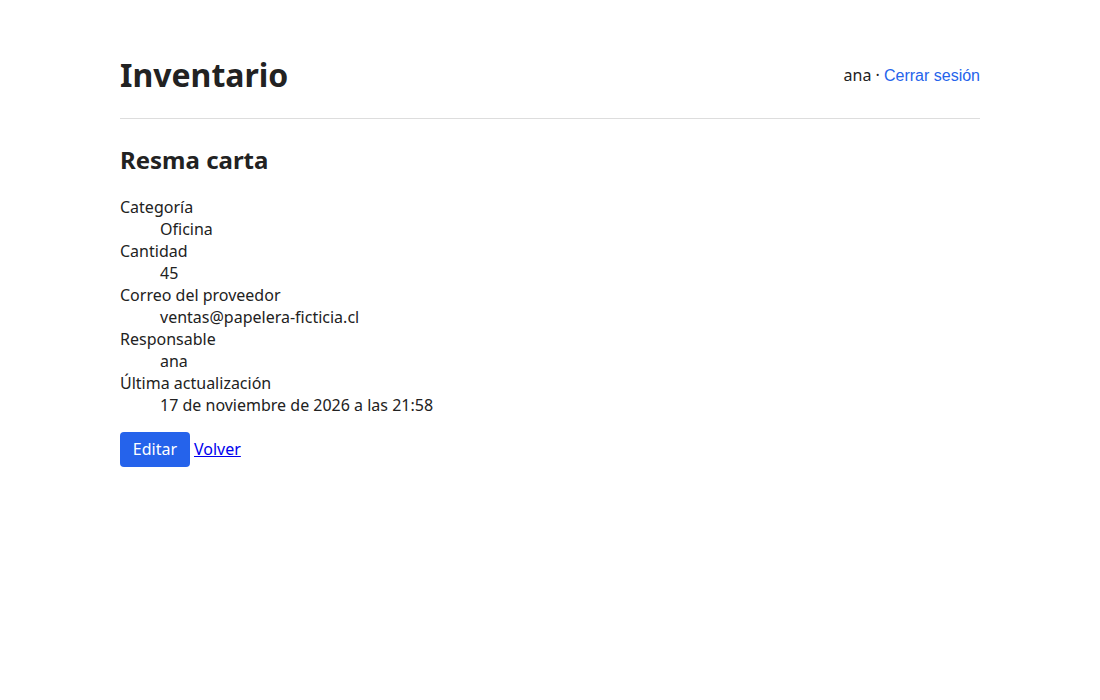 Inventario
ana · Cerrar sesión
Resma carta
Categoría
Oficina
Cantidad
45
Correo del proveedor
ventas@papelera-ficticia.cl
Responsable
ana
Última actualización
17 de noviembre de 2026 a las 21:58
Editar Volver